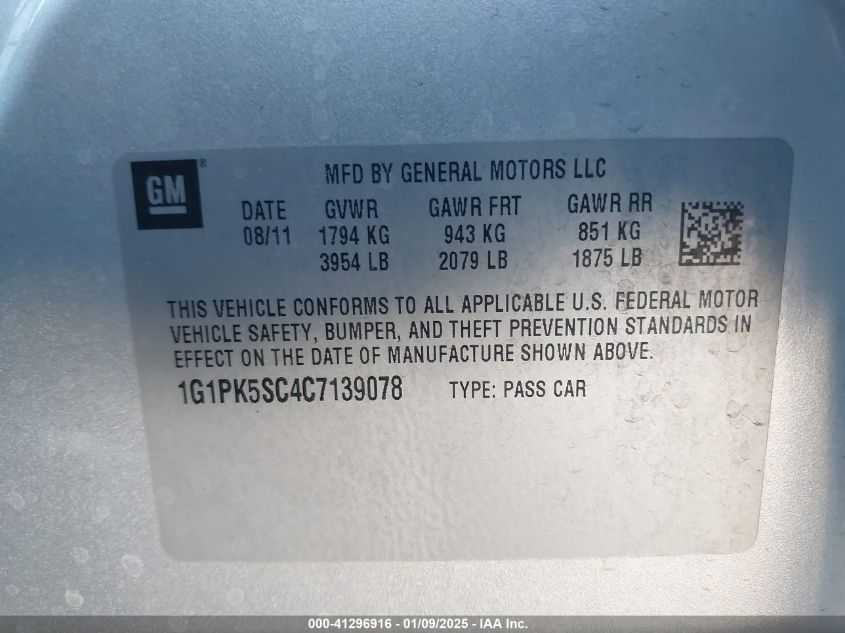 GM®
MFD BY GENERAL MOTORS LLC
DATE GVWR GAWR FRT GAWR RR
08/11 1794 KG 943 KG 851 KG
3954 LB 2079 LB 1875 LB
THIS VEHICLE CONFORMS TO ALL APPLICABLE U.S. FEDERAL MOTOR
VEHICLE SAFETY, BUMPER, AND THEFT PREVENTION STANDARDS IN
EFFECT ON THE DATE OF MANUFACTURE SHOWN ABOVE.
1G1PK5SC4C7139078 TYPE: PASS CAR
000-41296916 - 01/09/2025 - IAA Inc.